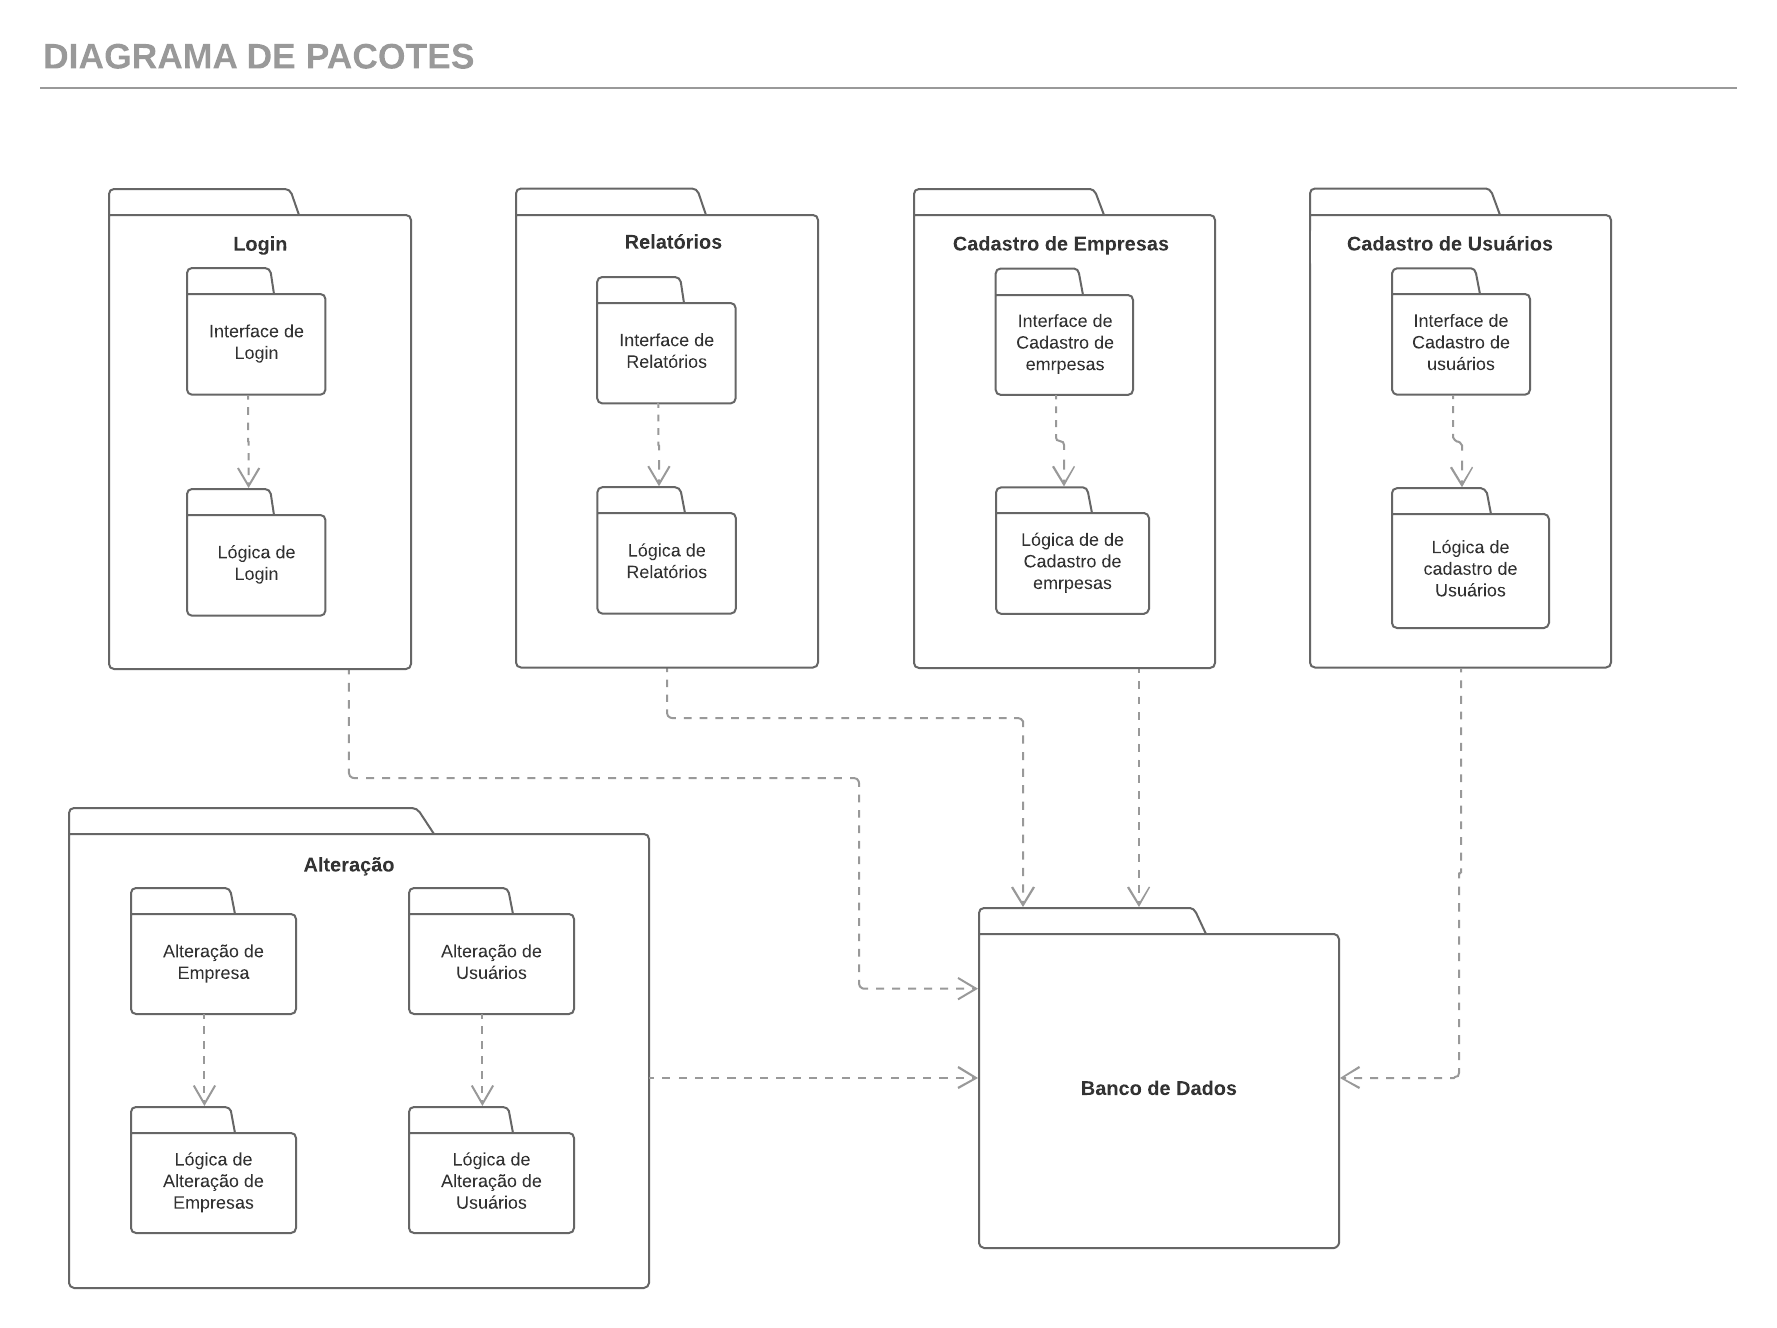 DIAGRAMA DE PACOTES
Login
Interface de
Login
Lógica de
Login
Relatórios
Interface de
Relatórios
Lógica de
Relatórios
Cadastro de Empresas
Interface de
Cadastro de
emrpesas
Lógica de de
Cadastro de
emrpesas
Cadastro de Usuários
Interface de
Cadastro de
usuários
Lógica de
cadastro de
Usuários
Alteração
Alteração de
Empresa
Lógica de
Alteração de
Empresas
Alteração de
Usuários
Lógica de
Alteração de
Usuários
Banco de Dados